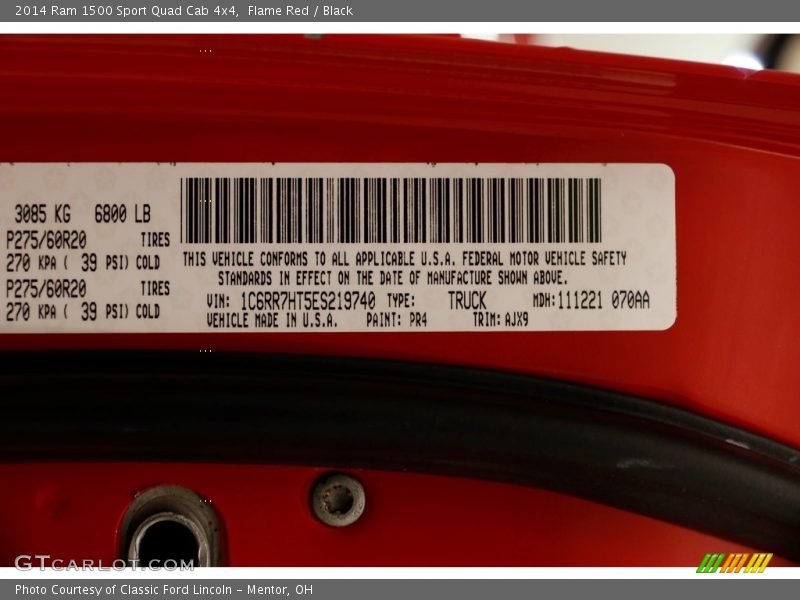 2014 Ram 1500 Sport Quad Cab 4x4,  Flame Red / Black
3085 KG 6800 LB
P275/60R20 TIRES
270 KPA ( 39 PSI) COLD
P275/60R20 TIRES
270 KPA ( 39 PSI) COLD
THIS VEHICLE CONFORMS TO ALL APPLICABLE U.S.A. FEDERAL MOTOR VEHICLE SAFETY
STANDARDS IN EFFECT ON THE DATE OF MANUFACTURE SHOWN ABOVE.
VIN: 1C6RR7HT5ES219740 TYPE: TRUCK MDH:111221 070AA
VEHICLE MADE IN U.S.A. PAINT: PR4 TRIM: AJX9
GTCARLOT.COM
Photo Courtesy of Classic Ford Lincoln - Mentor, OH